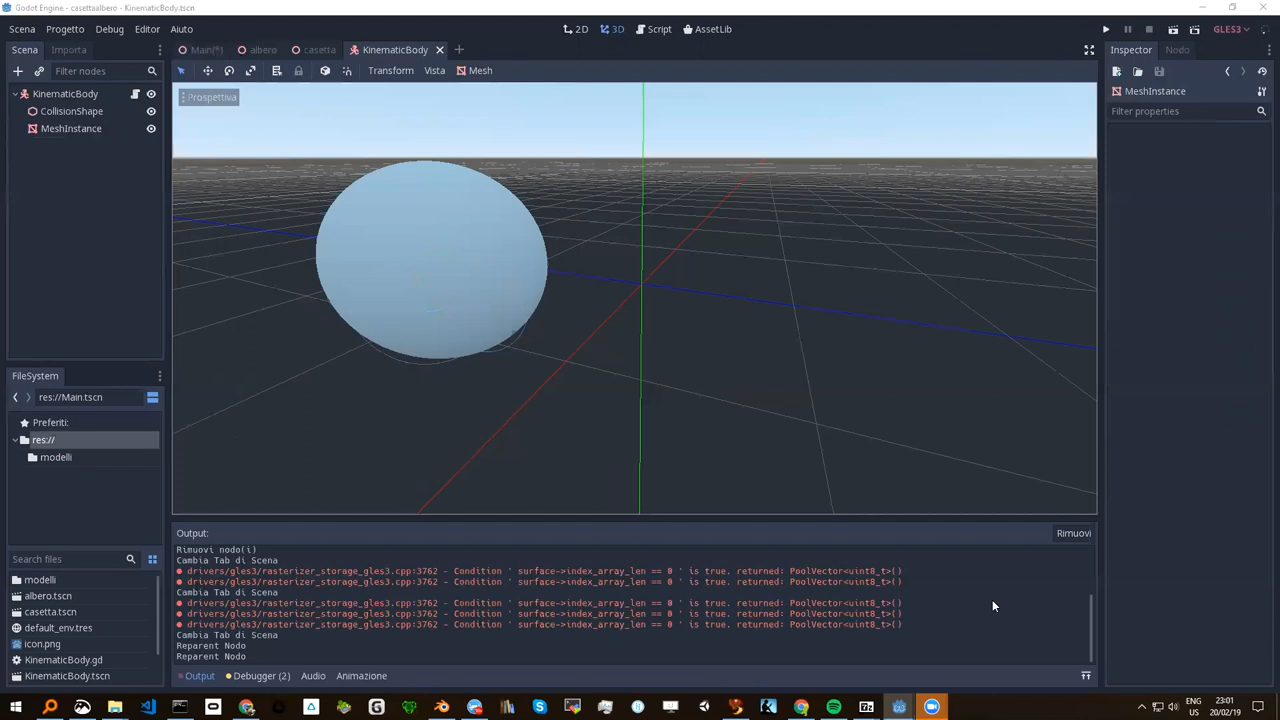 Godot Engine - casettaalbero - KinematicBody.tscn
Scena Progetto Debug Editor Aiuto
2D 3D Script AssetLib
GLES3
Scena Importa
Main(*) albero casetta KinematicBody
Inspector Nodo
Filter nodes
Transform Vista Mesh
KinematicBody
CollisionShape
MeshInstance
Prospettiva
MeshInstance
Filter properties
FileSystem
res://Main.tscn
Preferiti:
res://
modelli
Search files
modelli
albero.tscn
casetta.tscn
default_env.tres
icon.png
KinematicBody.gd
KinematicBody.tscn
Output:
Rimuovi
Rimuovi nodo(i)
Cambia Tab di Scena
drivers/gles3/rasterizer_storage_gles3.cpp:3762 - Condition ' surface->index_array_len == 0 ' is true. returned: PoolVector<uint8_t>()
drivers/gles3/rasterizer_storage_gles3.cpp:3762 - Condition ' surface->index_array_len == 0 ' is true. returned: PoolVector<uint8_t>()
Cambia Tab di Scena
drivers/gles3/rasterizer_storage_gles3.cpp:3762 - Condition ' surface->index_array_len == 0 ' is true. returned: PoolVector<uint8_t>()
drivers/gles3/rasterizer_storage_gles3.cpp:3762 - Condition ' surface->index_array_len == 0 ' is true. returned: PoolVector<uint8_t>()
drivers/gles3/rasterizer_storage_gles3.cpp:3762 - Condition ' surface->index_array_len == 0 ' is true. returned: PoolVector<uint8_t>()
Cambia Tab di Scena
Reparent Nodo
Reparent Nodo
Output Debugger (2) Audio Animazione
ENG
23:01
20/02/19